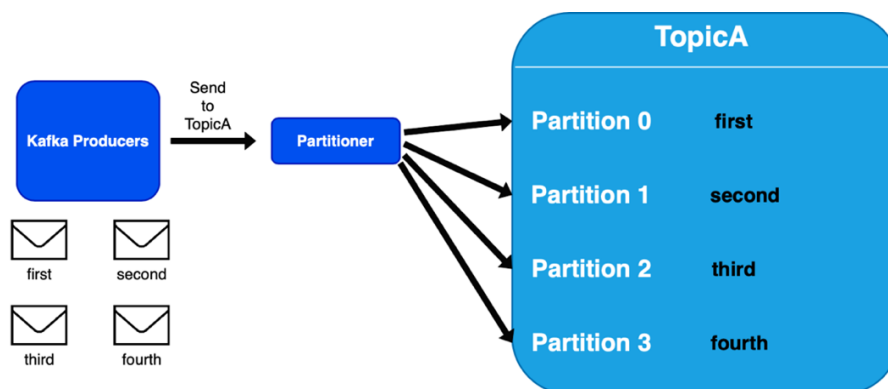 TopicA
Send
to
TopicA
Kafka Producers
Partitioner
Partition 0 first
Partition 1 second
Partition 2 third
Partition 3 fourth
first second
third fourth